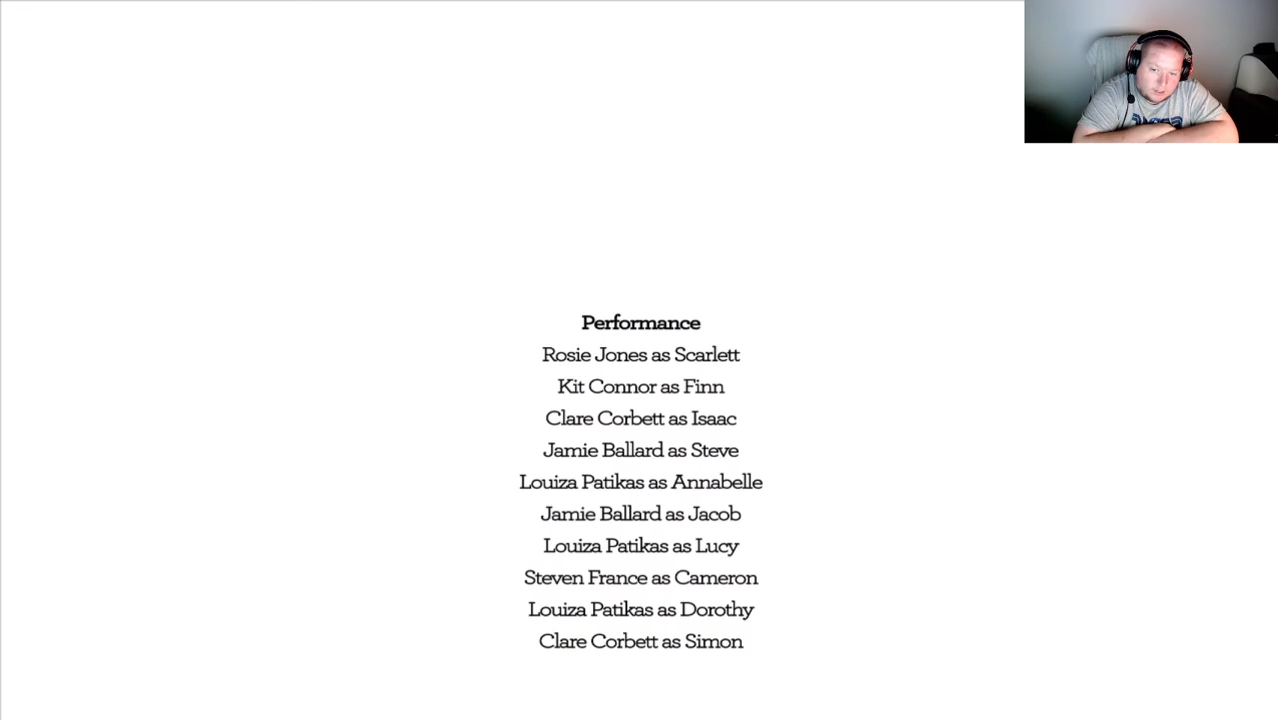 Performance
Rosie Jones as Scarlett
Kit Connor as Finn
Clare Corbett as Isaac
Jamie Ballard as Steve
Louiza Patikas as Annabelle
Jamie Ballard as Jacob
Louiza Patikas as Lucy
Steven France as Cameron
Louiza Patikas as Dorothy
Clare Corbett as Simon